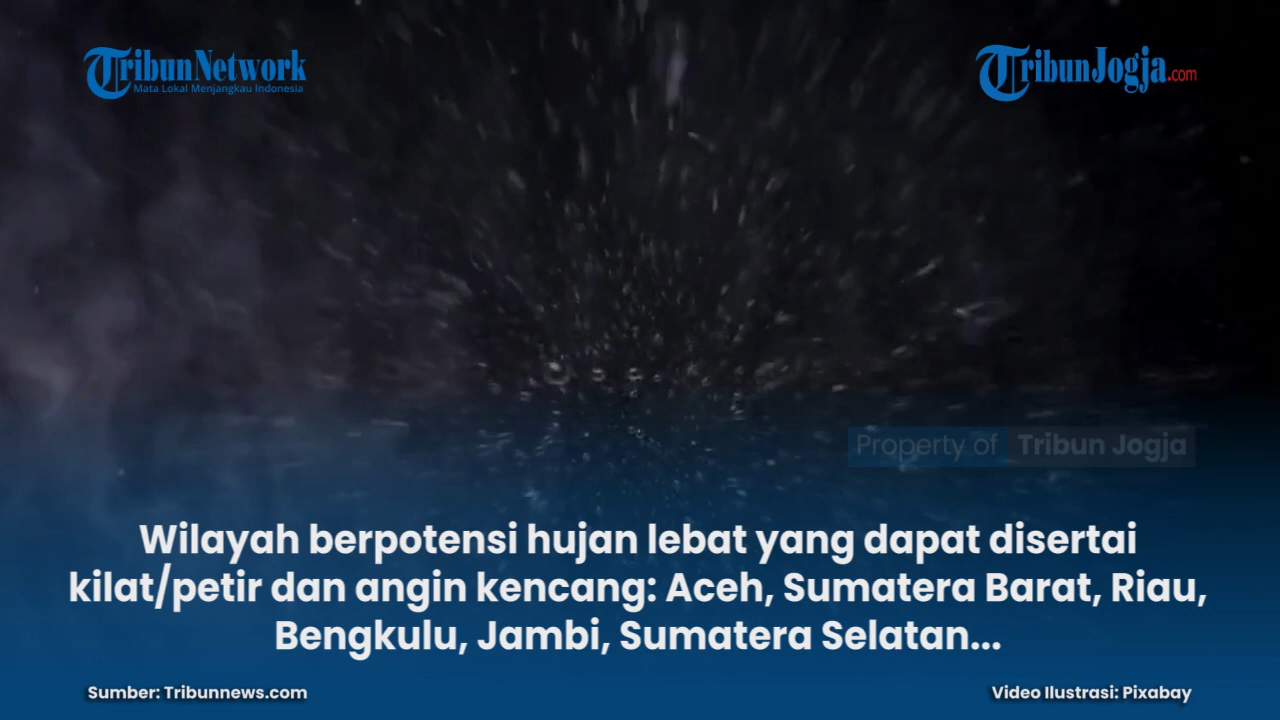 TribunNetwork
Mata Lokal Menjangkau Indonesia
TribunJogja.com
Property of Tribun Jogja
Wilayah berpotensi hujan lebat yang dapat disertai
kilat/petir dan angin kencang: Aceh, Sumatera Barat, Riau,
Bengkulu, Jambi, Sumatera Selatan...
Sumber: Tribunnews.com
Video Ilustrasi: Pixabay